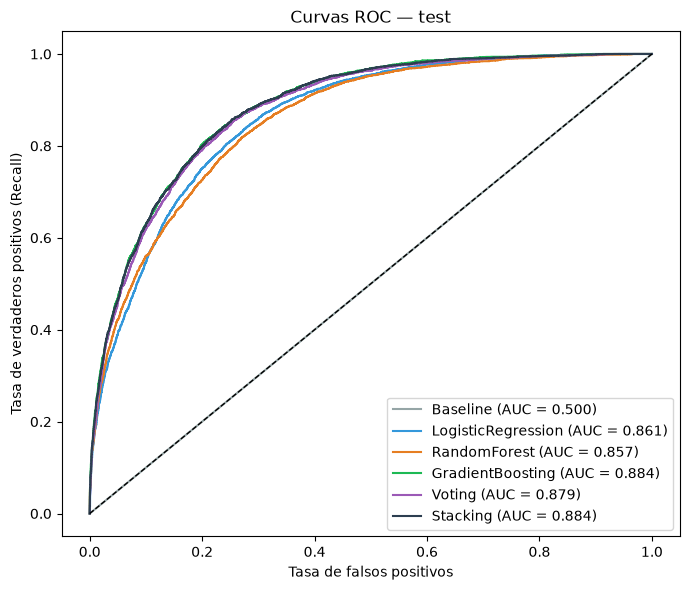 Curvas ROC — test
1.0
0.8
0.6
0.4
0.2
0.0
Tasa de verdaderos positivos (Recall)
Baseline (AUC = 0.500)
LogisticRegression (AUC = 0.861)
RandomForest (AUC = 0.857)
GradientBoosting (AUC = 0.884)
Voting (AUC = 0.879)
Stacking (AUC = 0.884)
0.0 0.2 0.4 0.6 0.8 1.0
Tasa de falsos positivos